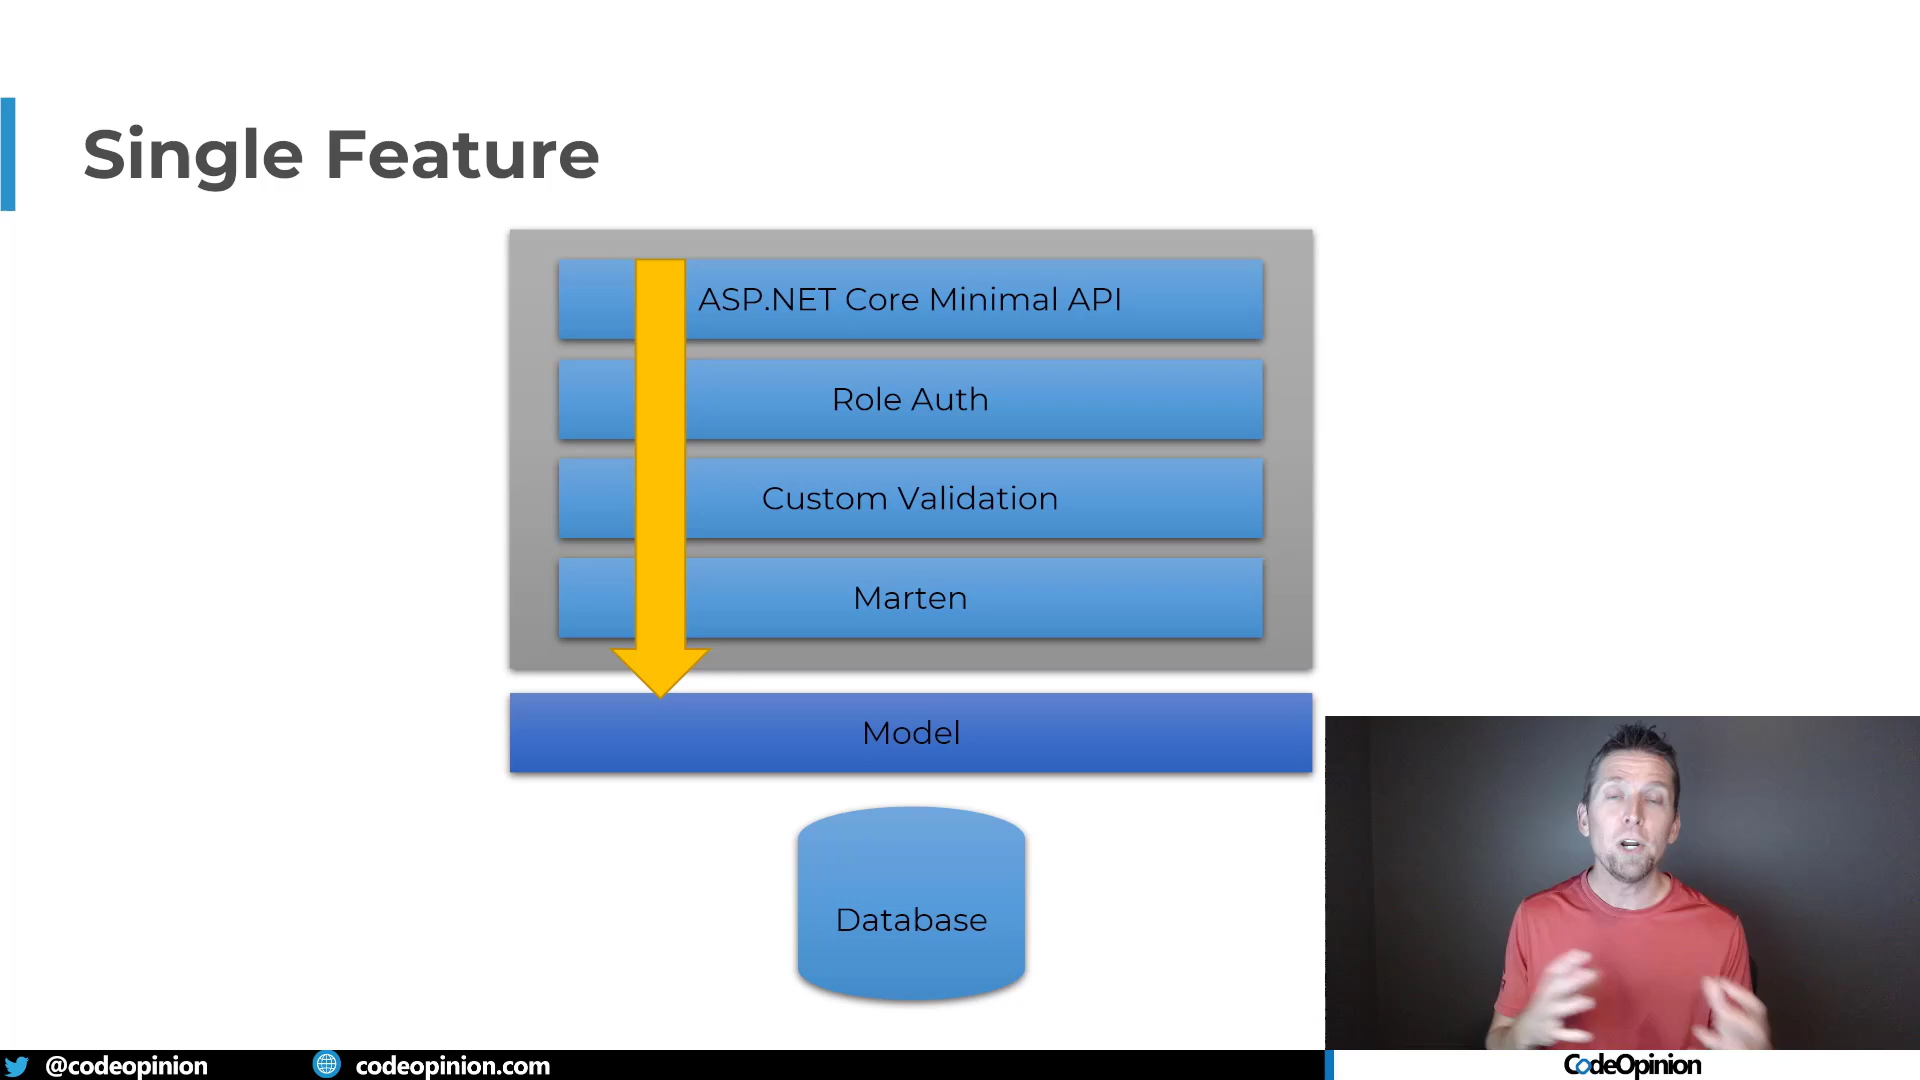 Single Feature
ASP.NET Core Minimal API
Role Auth
Custom Validation
Marten
Model
Database
@codeopinion
codeopinion.com
CodeOpinion